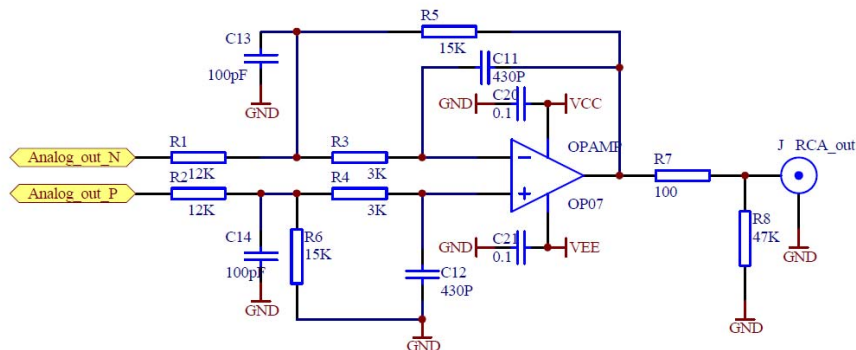 R5
15K
C13
100pF
GND
C11
430P
C20
0.1
GND
VCC
Analog_out_N
R1
12K
R3
3K
OPAMP
OP07
J RCA_out
R7
100
Analog_out_P
R2
12K
R4
3K
GND
R8
47K
GND
C14
100pF
GND
R6
15K
C12
430P
GND
GND
C21
0.1
VEE